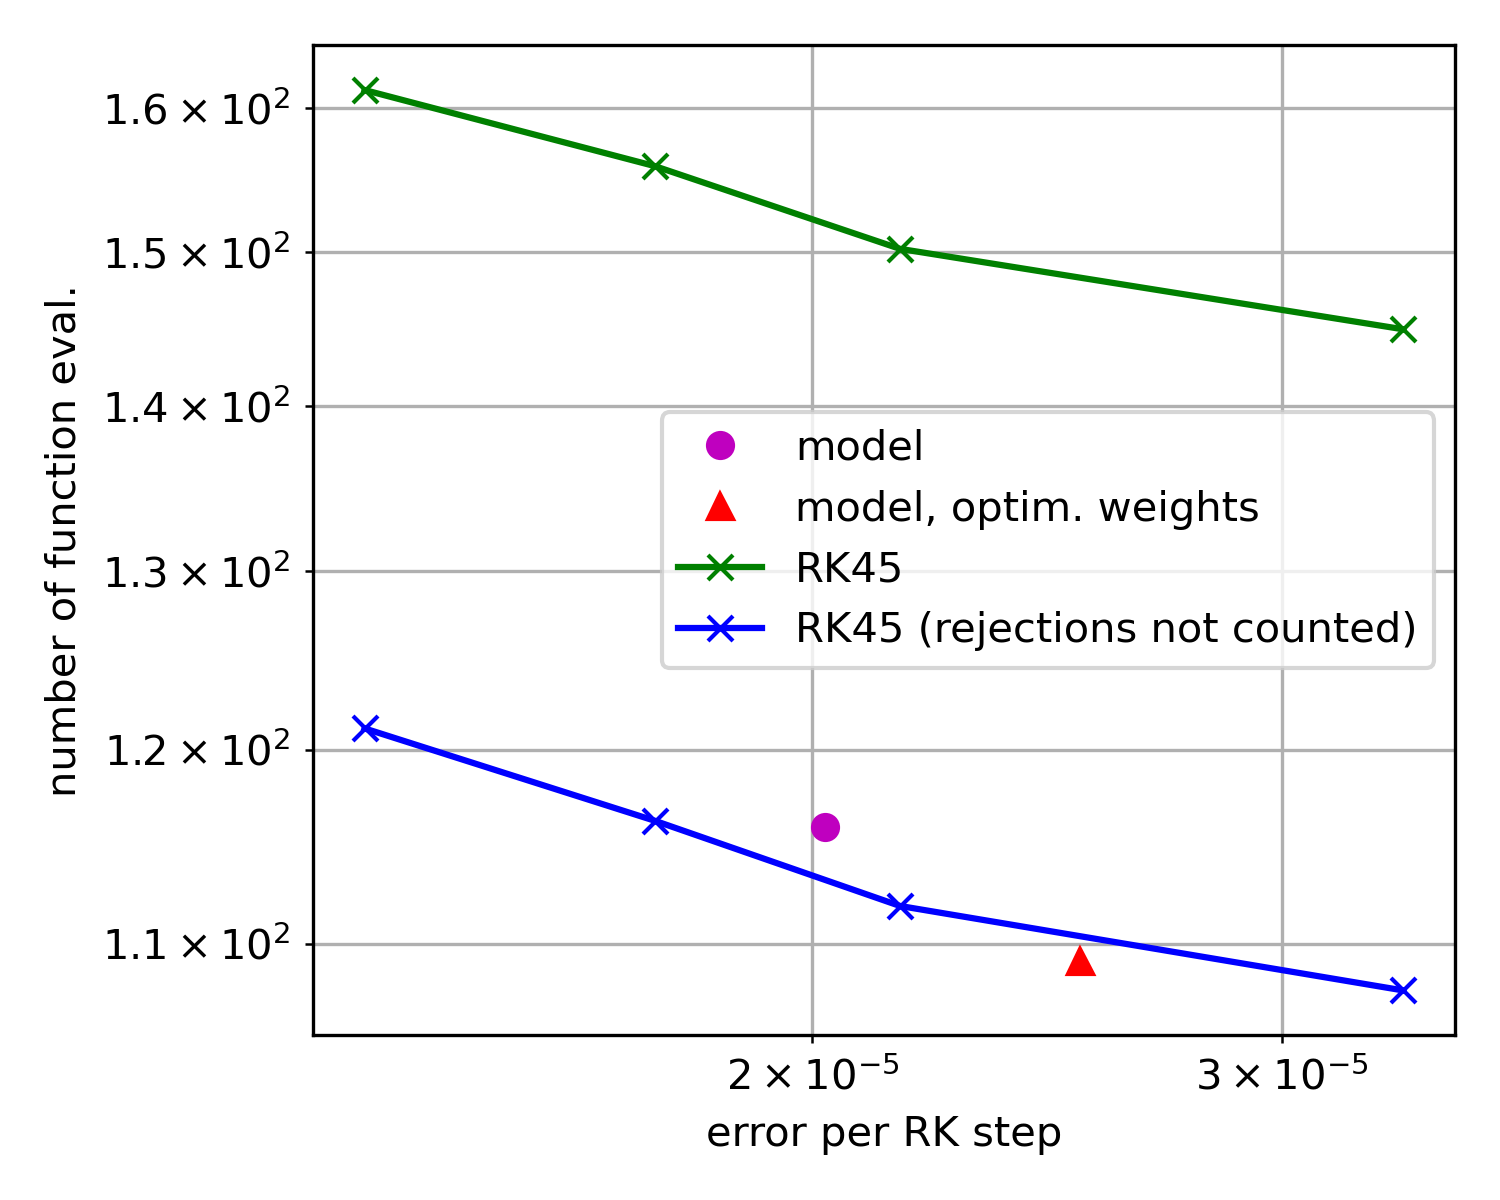 1.6 × 10²
1.5 × 10²
1.4 × 10²
1.3 × 10²
1.2 × 10²
1.1 × 10²
number of function eval.
model
model, optim. weights
RK45
RK45 (rejections not counted)
2 × 10⁻⁵
3 × 10⁻⁵
error per RK step